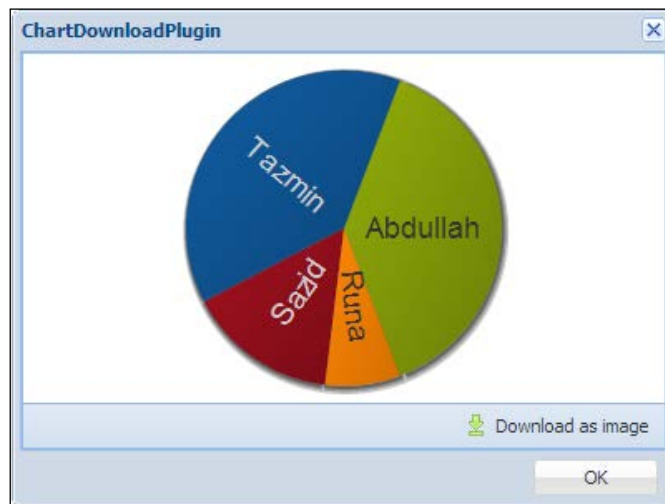 ChartDownloadPlugin
Tazmin
Abdullah
Sazid
Runa
Download as image
OK